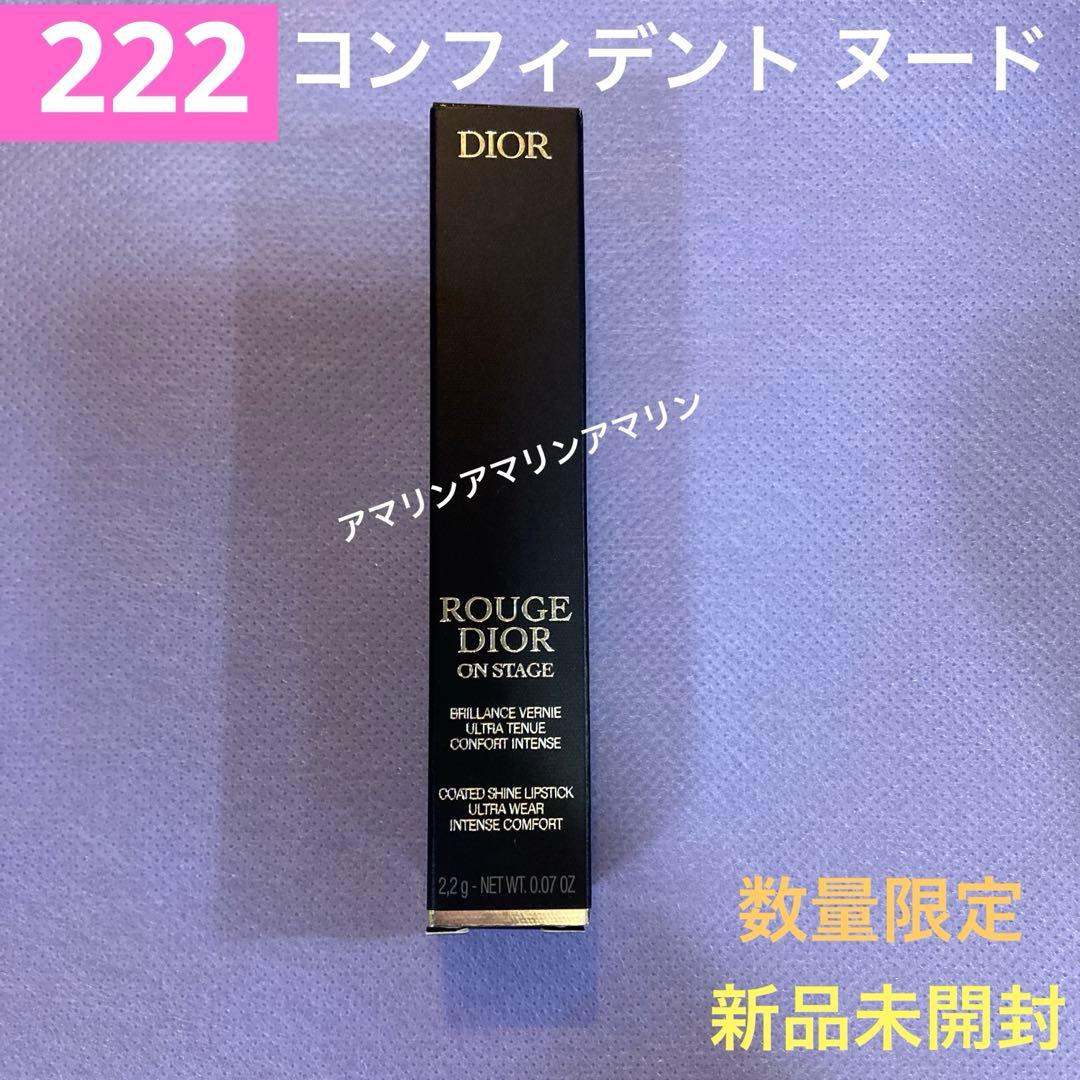 222 コンフィデント ヌード
DIOR
アマリンアマリンアマリン
ROUGE
DIOR
ON STAGE
BRILLANCE VERNIE
ULTRA TENUE
CONFORT INTENSE
COATED SHINE LIPSTICK
ULTRA WEAR
INTENSE COMFORT
2,2 g - NET WT. 0.07 OZ
数量限定
新品未開封